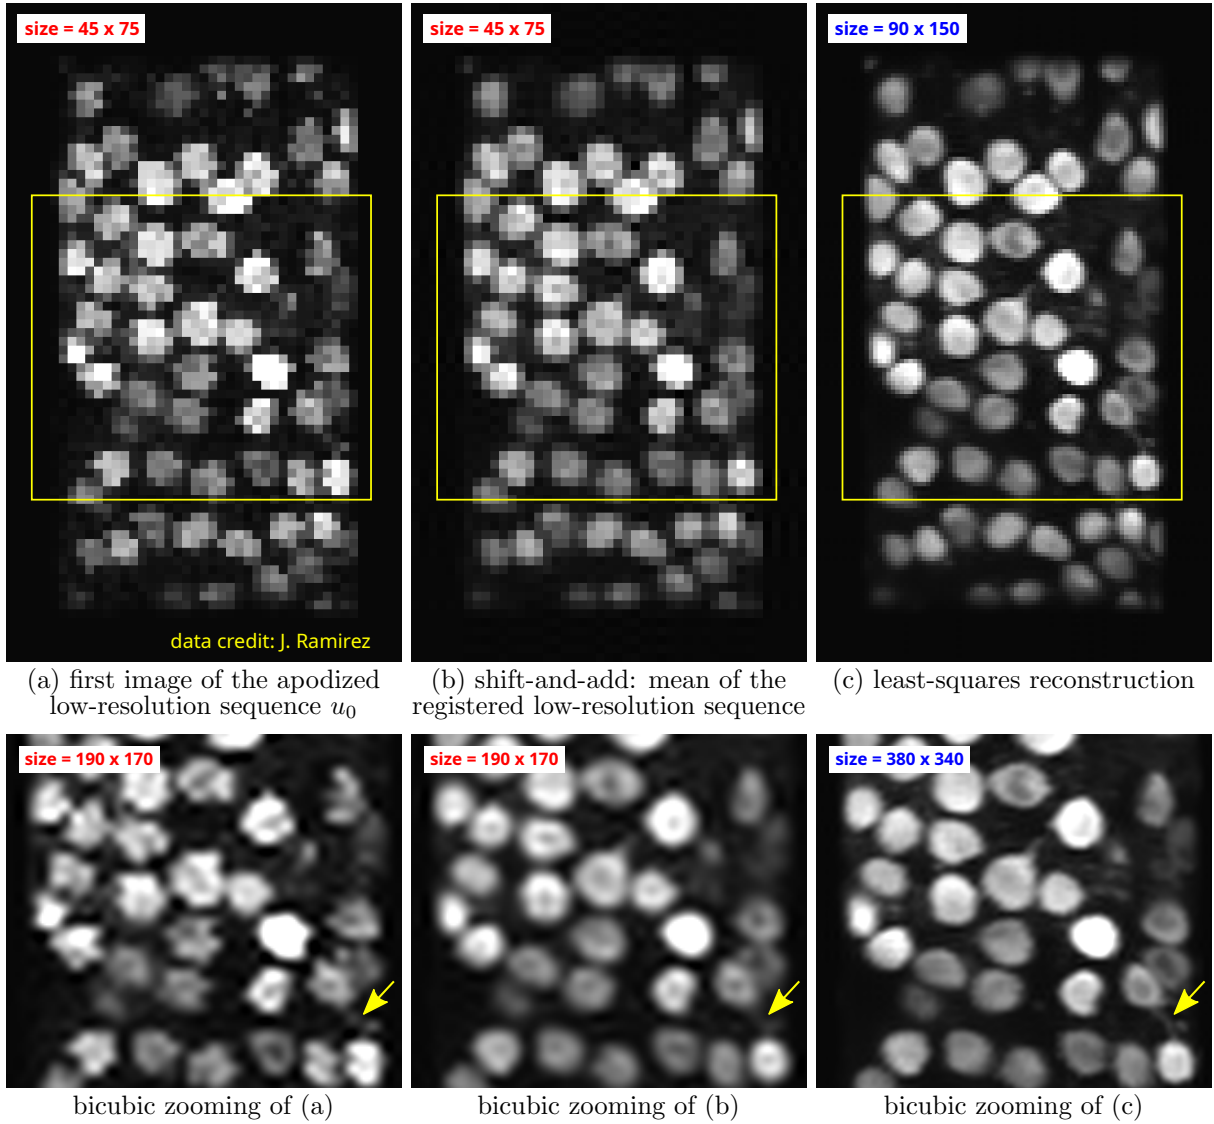 size = 45 x 75
size = 45 x 75
size = 90 x 150
data credit: J. Ramirez
(a) first image of the apodized
low-resolution sequence u₀
(b) shift-and-add: mean of the
registered low-resolution sequence
(c) least-squares reconstruction
size = 190 x 170
size = 190 x 170
size = 380 x 340
bicubic zooming of (a)
bicubic zooming of (b)
bicubic zooming of (c)